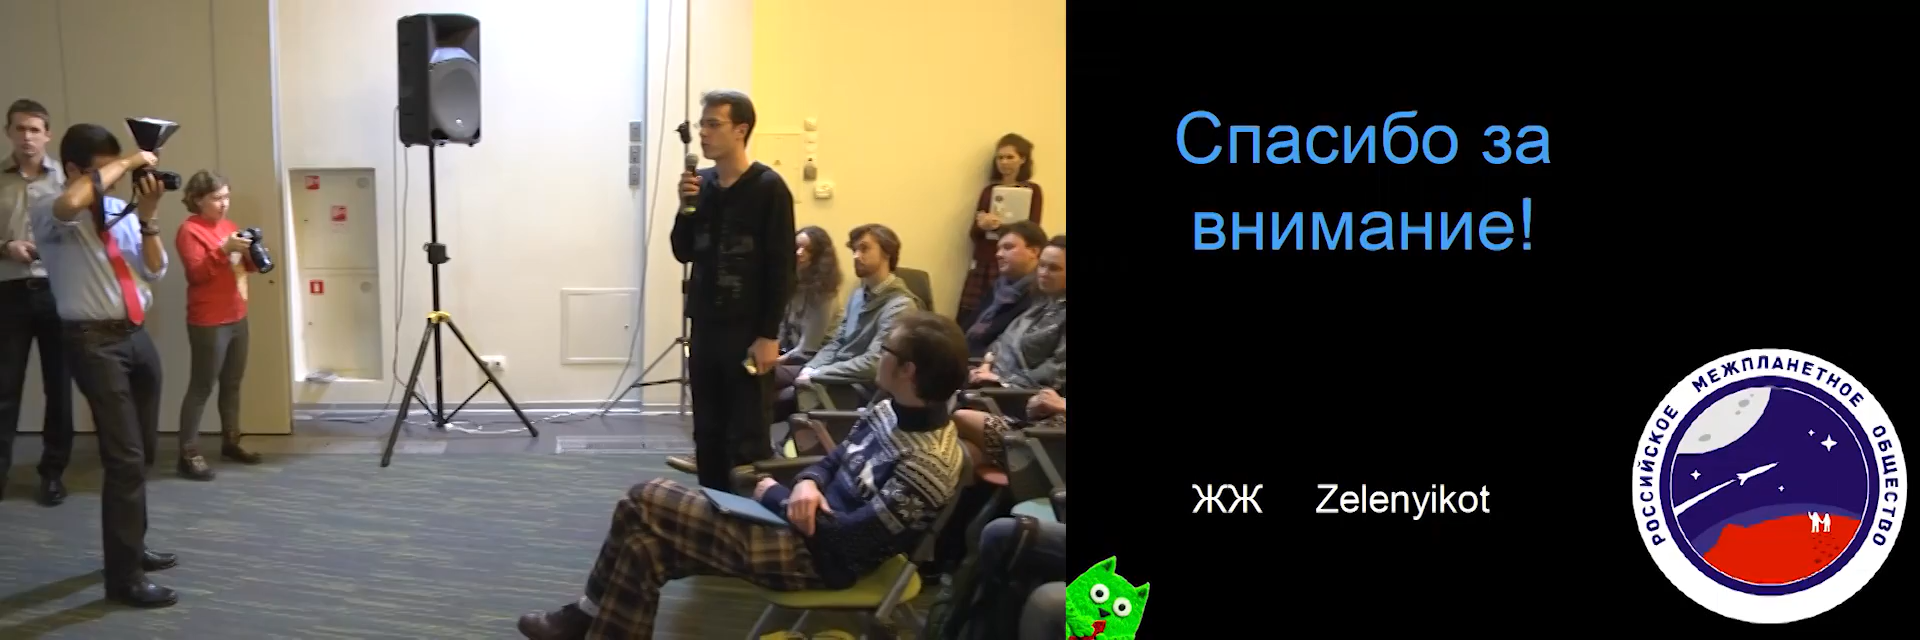 Спасибо за
внимание!
РОССИЙСКОЕ МЕЖПЛАНЕТНОЕ ОБЩЕСТВО
ЖЖ Zelenyikot